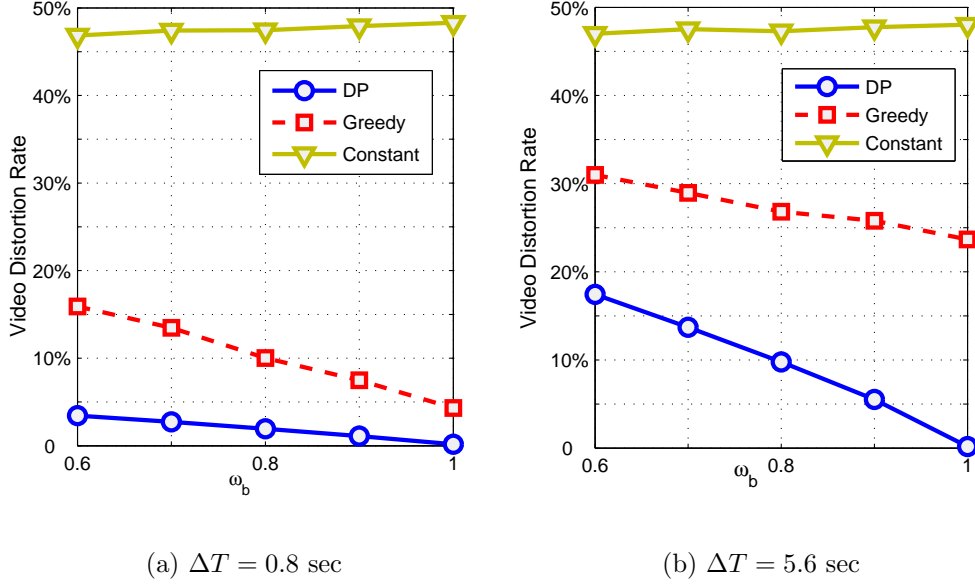 50%
40%
30%
20%
10%
0
Video Distortion Rate
DP
Greedy
Constant
0.6
0.8
1
ω_b
(a) ΔT = 0.8 sec
50%
40%
30%
20%
10%
0
Video Distortion Rate
DP
Greedy
Constant
0.6
0.8
1
ω_b
(b) ΔT = 5.6 sec